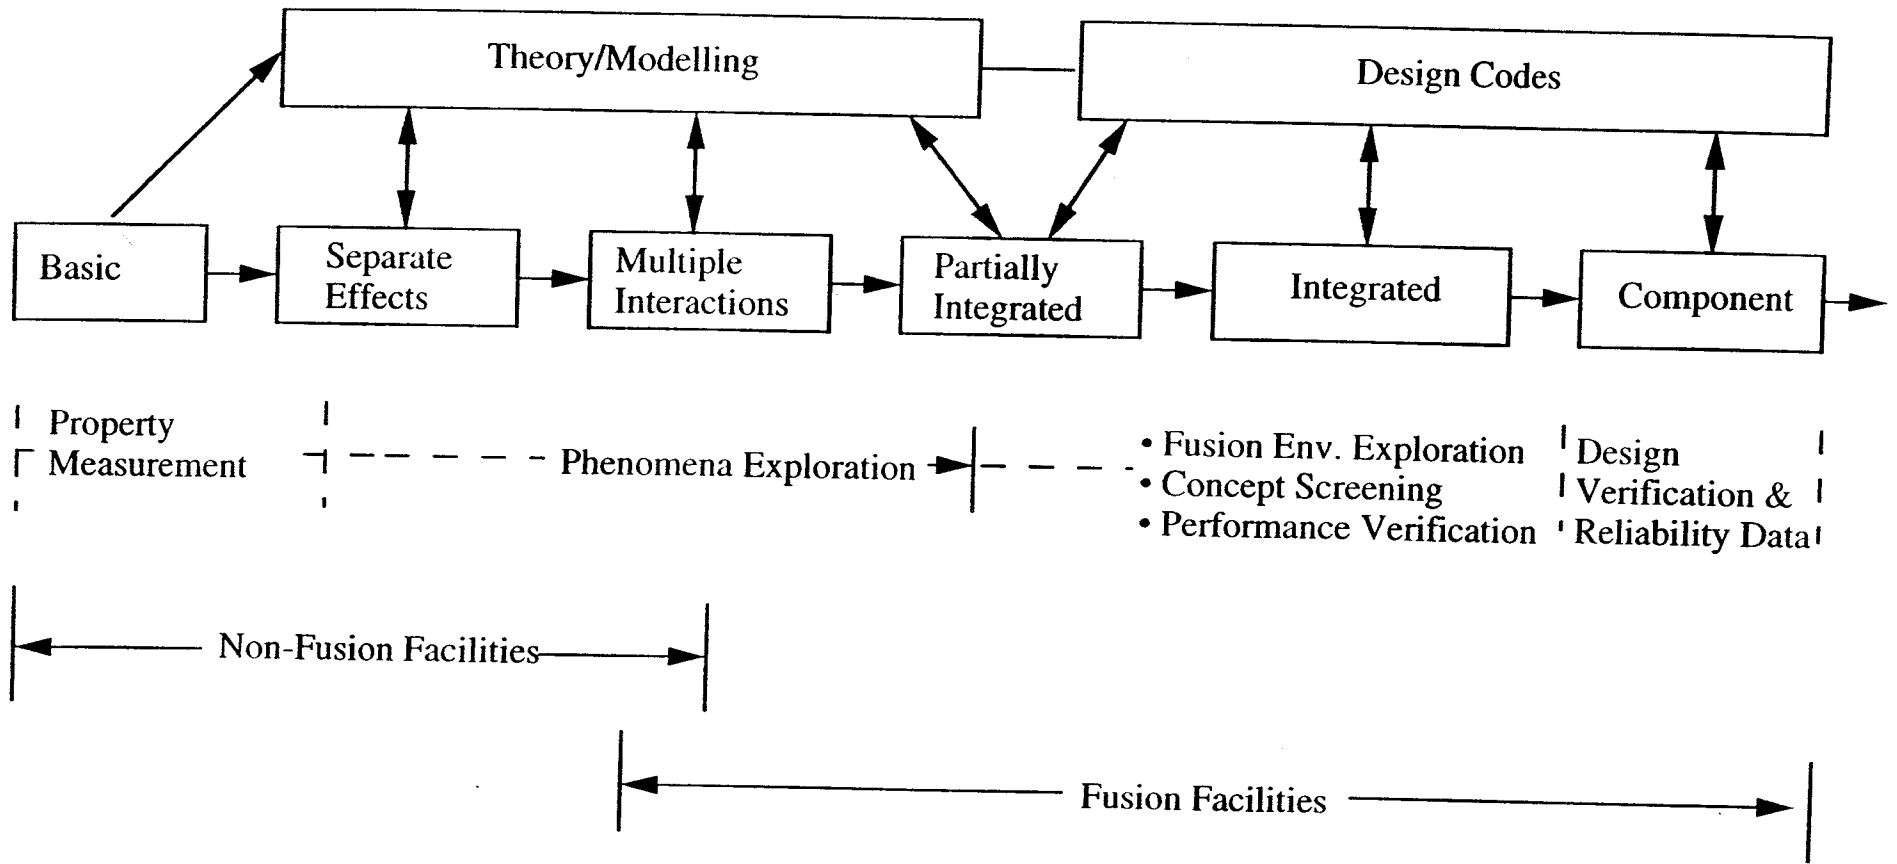 Theory/Modelling
Design Codes
Basic
Separate
Effects
Multiple
Interactions
Partially
Integrated
Integrated
Component
Property
Measurement
Phenomena Exploration
• Fusion Env. Exploration
• Concept Screening
• Performance Verification
Design
Verification &
Reliability Data
Non-Fusion Facilities
Fusion Facilities